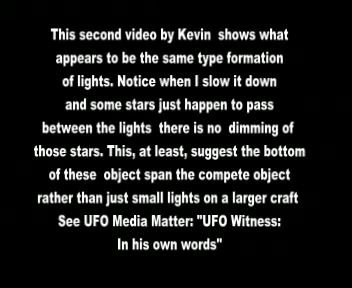 This second video by Kevin shows what
appears to be the same type formation
of lights. Notice when I slow it down
and some stars just happen to pass
between the lights there is no dimming of
those stars. This, at least, suggest the bottom
of these object span the compete object
rather than just small lights on a larger craft
See UFO Media Matter: "UFO Witness:
In his own words"